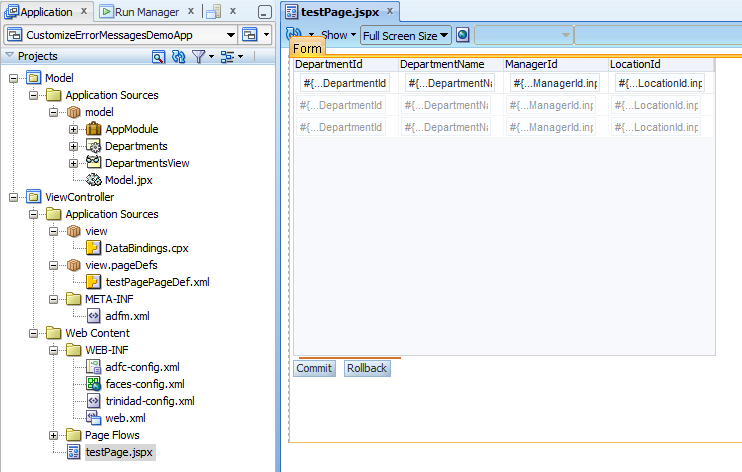 Application
Run Manager
CustomizeErrorMessagesDemoApp
Projects
Model
Application Sources
model
AppModule
Departments
DepartmentsView
Model.jpx
ViewController
Application Sources
view
DataBindings.cpx
view.pageDefs
testPagePageDef.xml
META-INF
adfm.xml
Web Content
WEB-INF
adfc-config.xml
faces-config.xml
trinidad-config.xml
web.xml
Page Flows
testPage.jspx
testPage.jspx
Show Full Screen Size
Form
DepartmentId DepartmentName ManagerId LocationId
#{...DepartmentId #{...DepartmentNa #{...ManagerId.inp #{...LocationId.inp
#{...DepartmentId #{...DepartmentNa #{...ManagerId.inp #{...LocationId.inp
#{...DepartmentId #{...DepartmentNa #{...ManagerId.inp #{...LocationId.inp
Commit Rollback